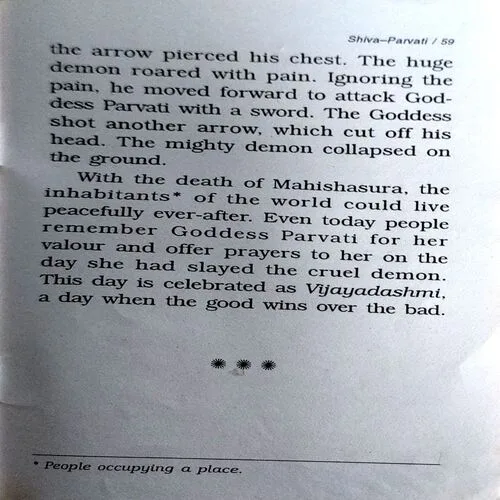 Shiva–Parvati / 59
the arrow pierced his chest. The huge
demon roared with pain. Ignoring the
pain, he moved forward to attack God-
dess Parvati with a sword. The Goddess
shot another arrow, which cut off his
head. The mighty demon collapsed on
the ground.
With the death of Mahishasura, the
inhabitants* of the world could live
peacefully ever-after. Even today people
remember Goddess Parvati for her
valour and offer prayers to her on the
day she had slayed the cruel demon.
This day is celebrated as Vijayadashmi,
a day when the good wins over the bad.
* * *
* People occupying a place.